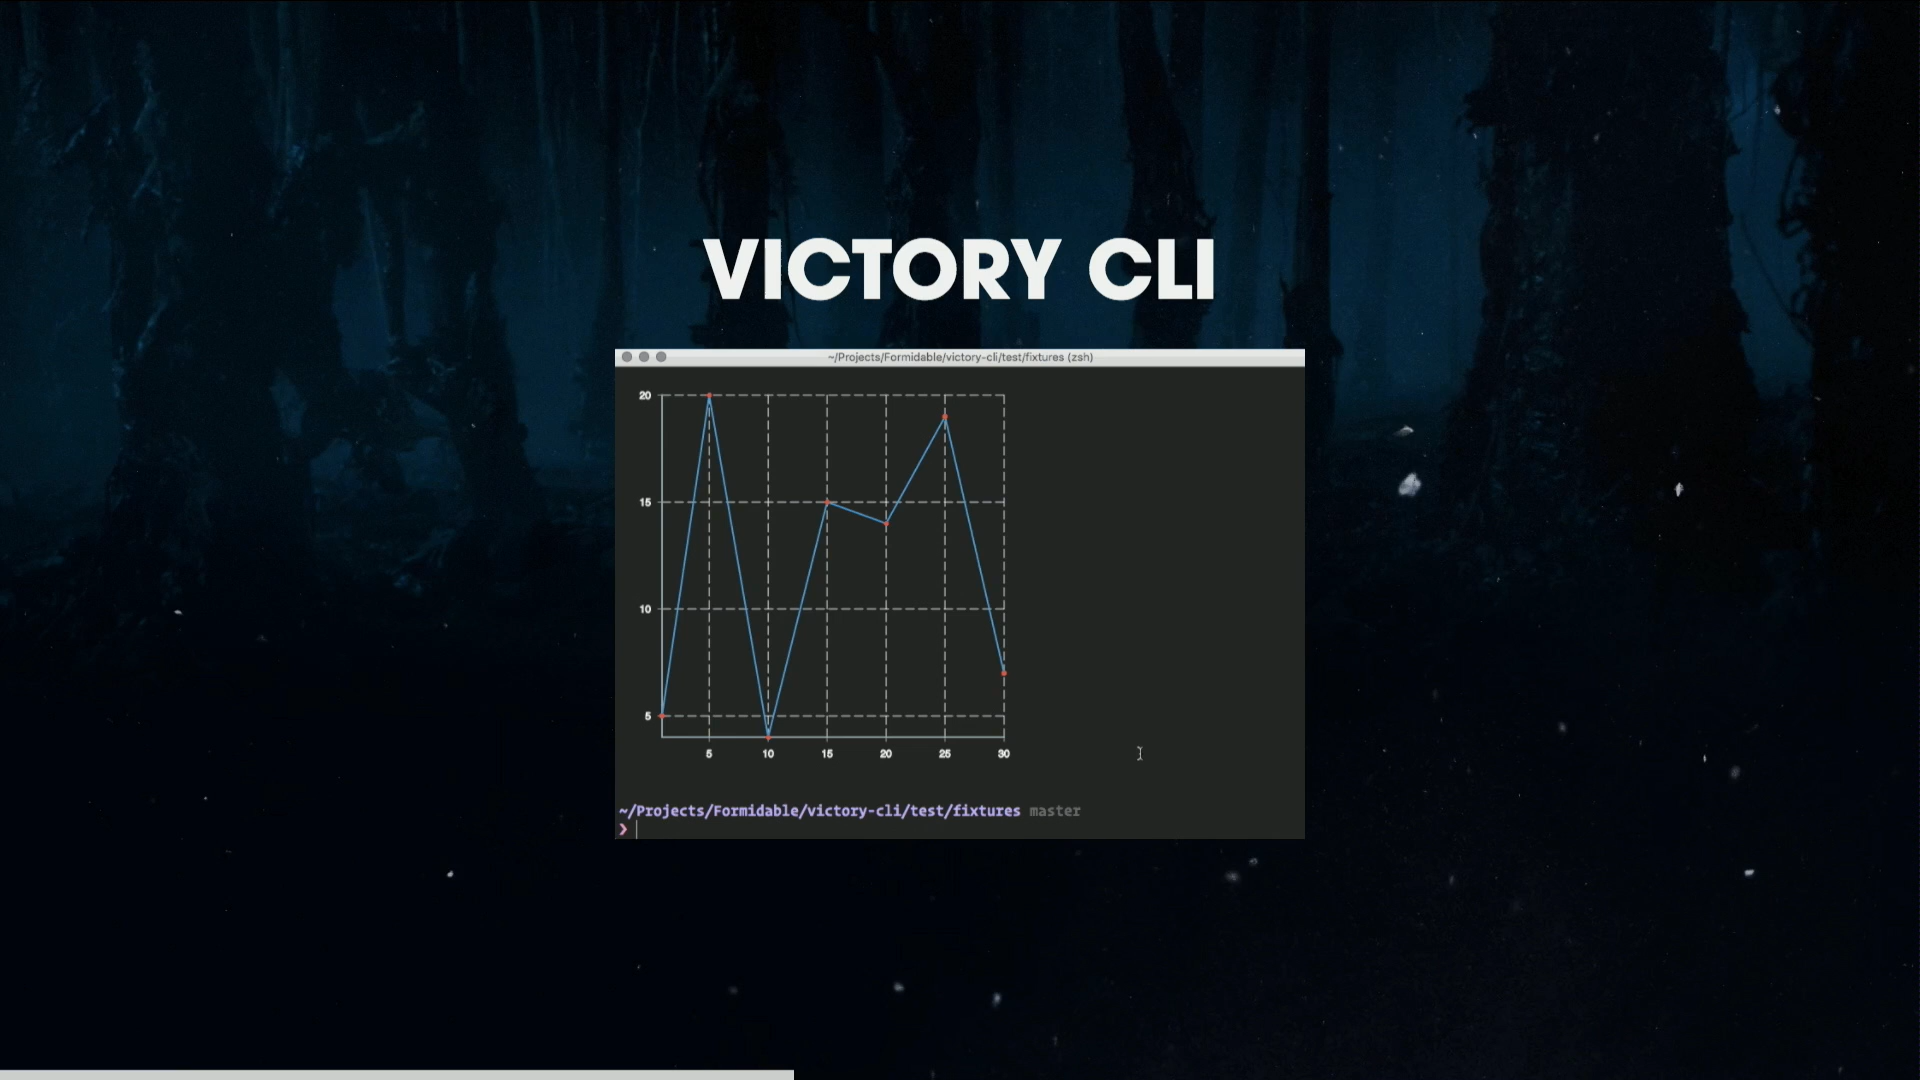 VICTORY CLI
~/Projects/Formidable/victory-cli/test/fixtures (zsh)
20
15
10
5
5 10 15 20 25 30
~/Projects/Formidable/victory-cli/test/fixtures master
❯